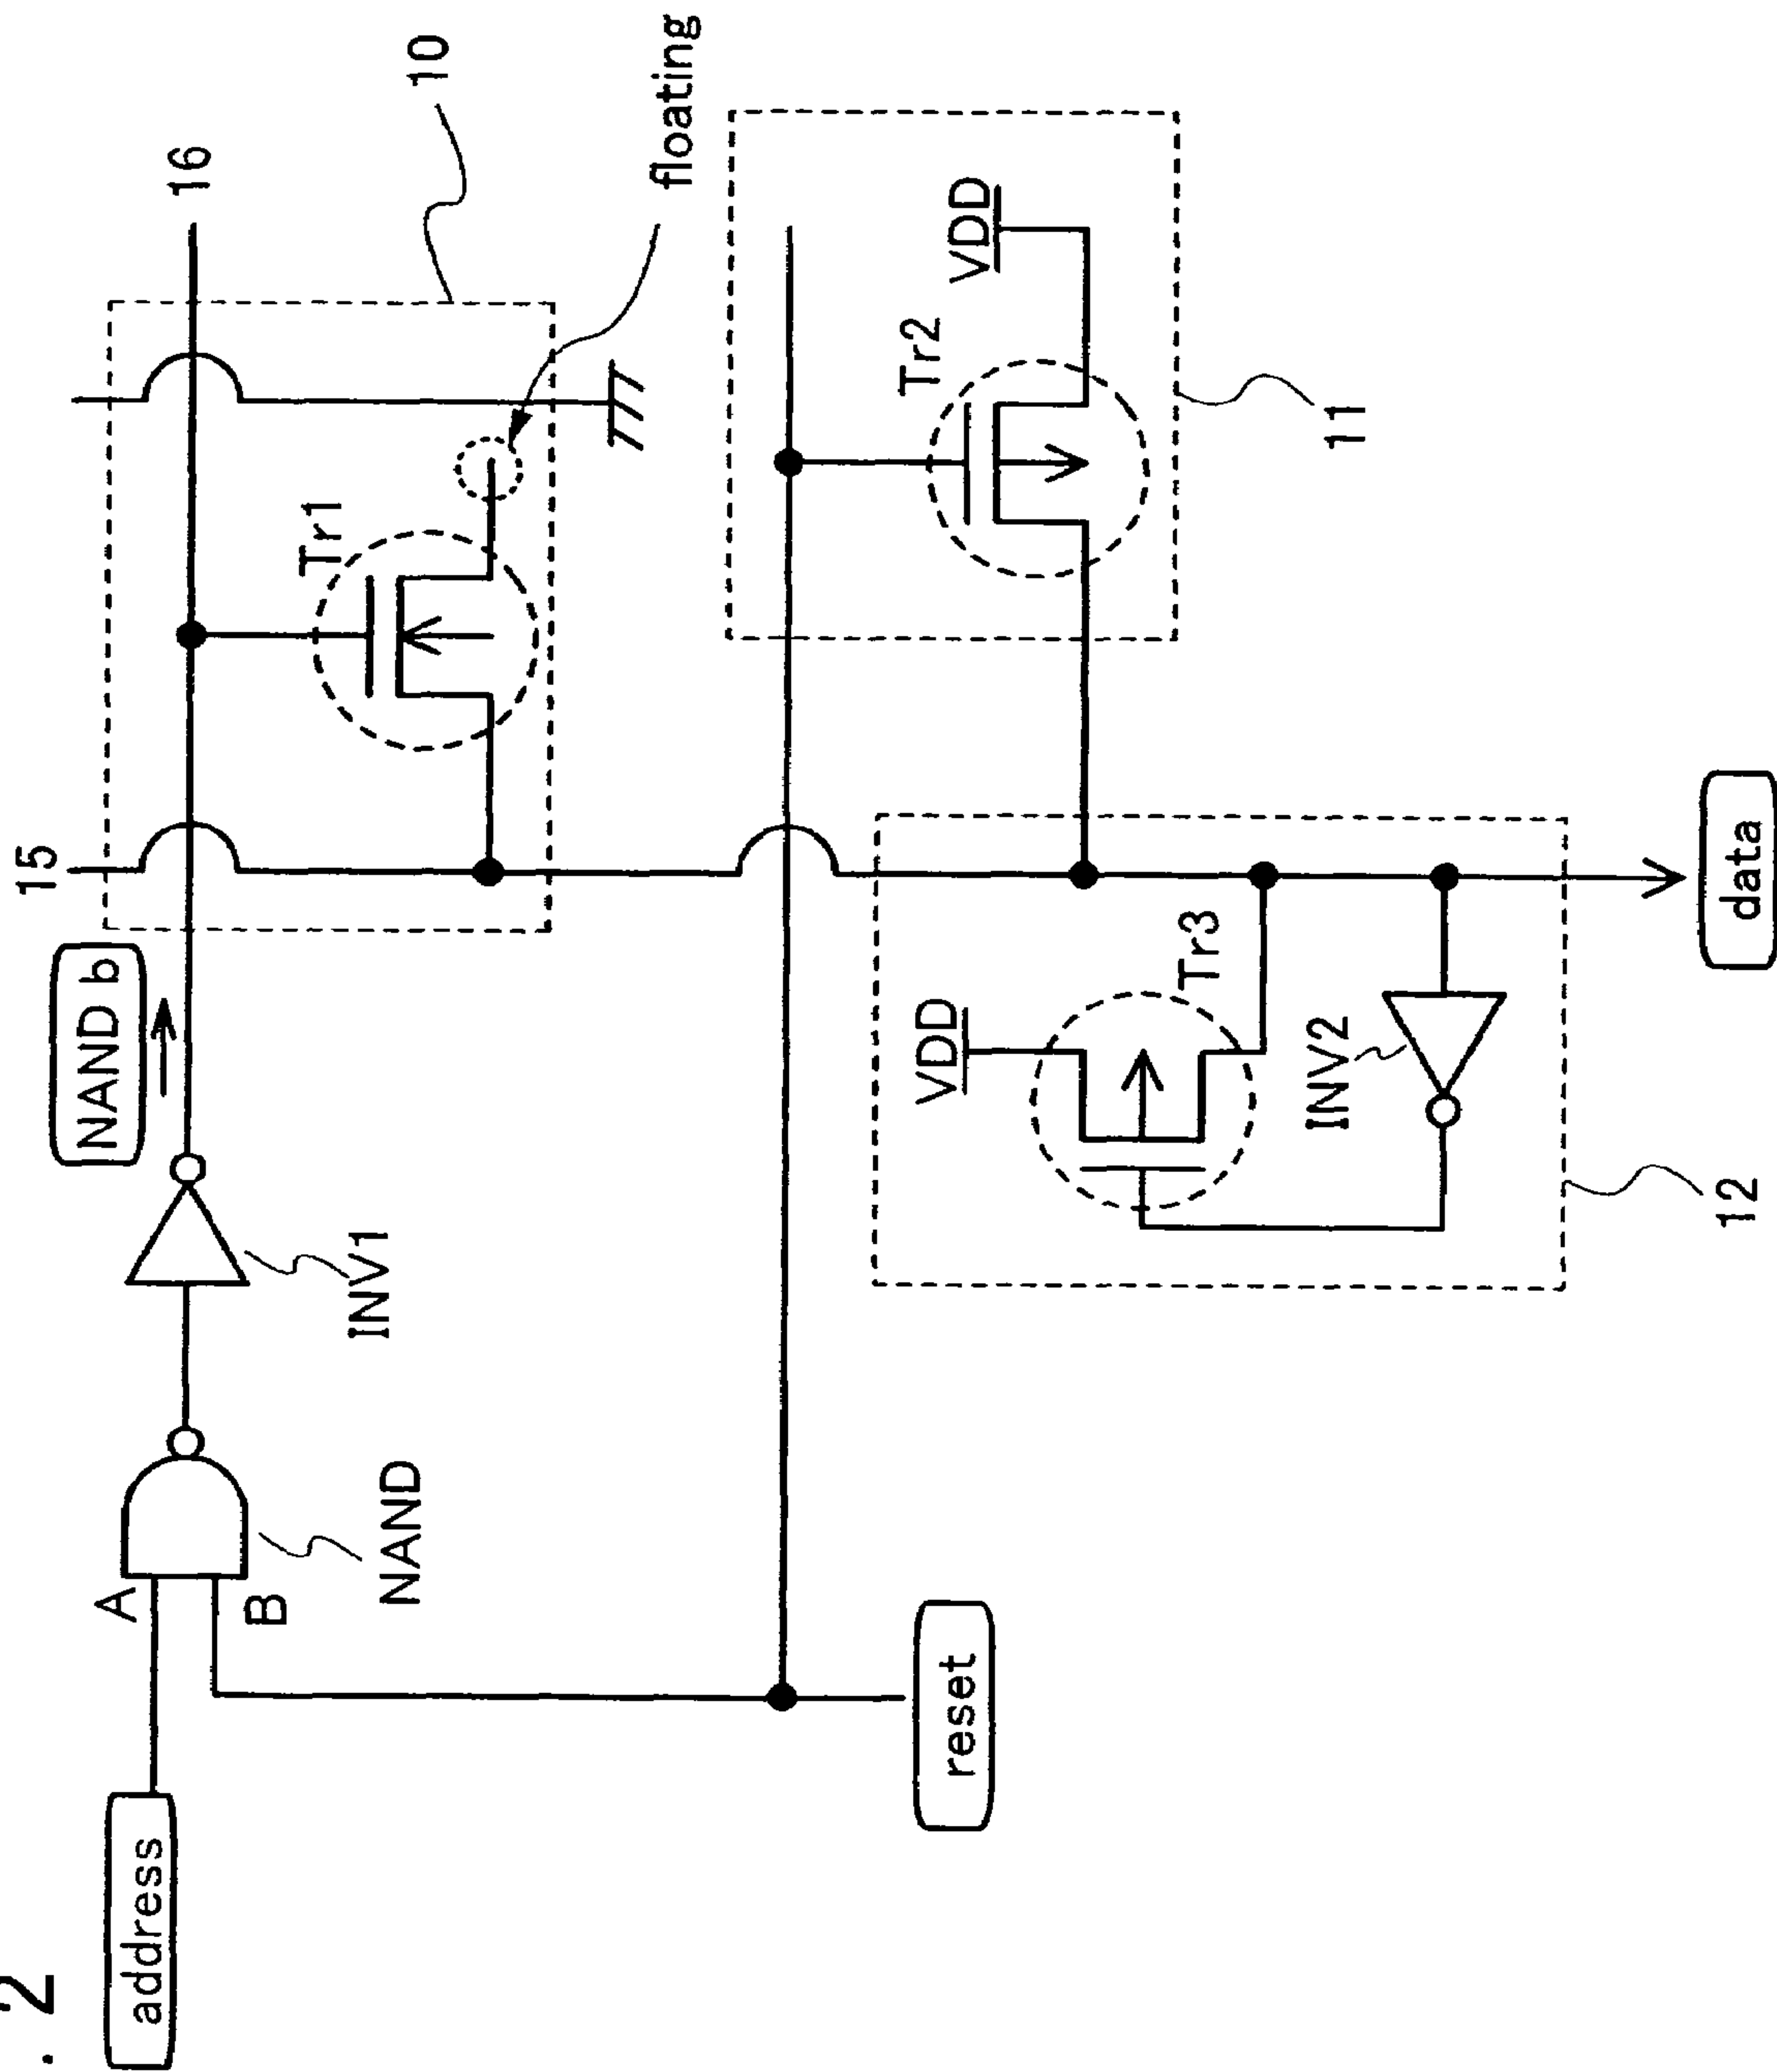 . 2
15
NAND b
A
address
16
B
10
Tr1
INV1
NAND
floating
Tr2
VDD
VDD
reset
Tr3
INV2
11
12
data